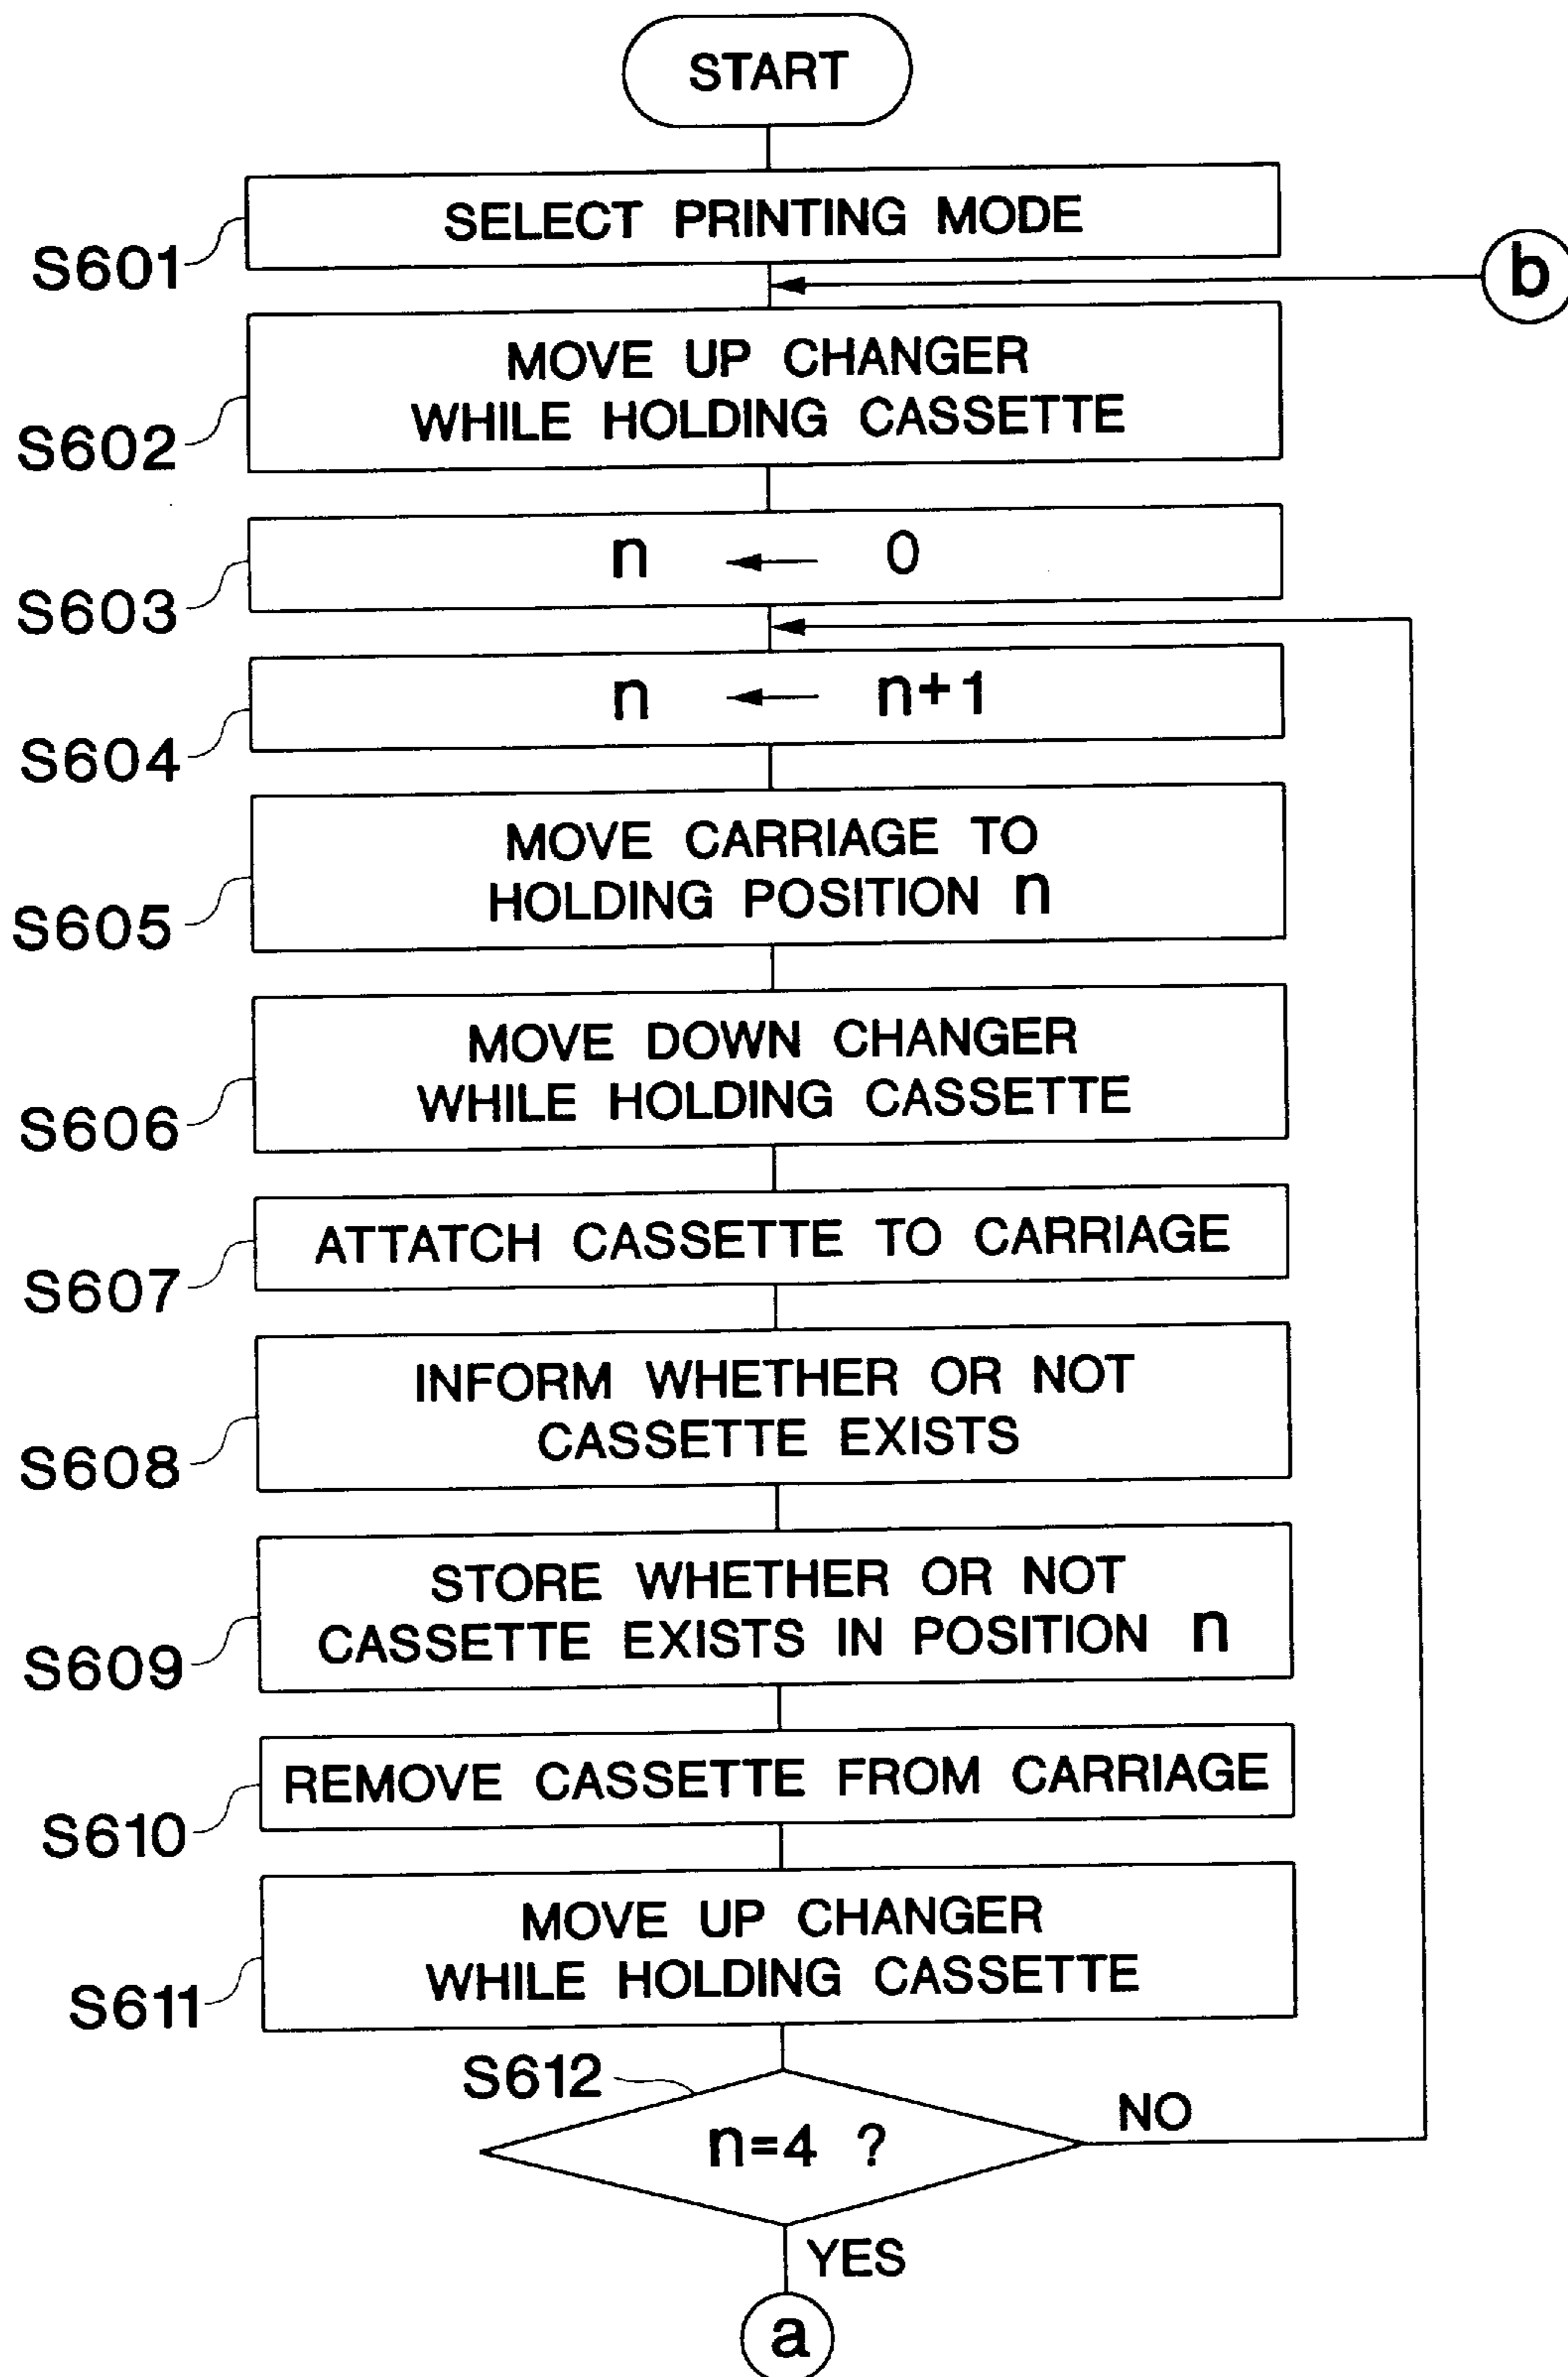 START
SELECT PRINTING MODE
S601
b
MOVE UP CHANGER
WHILE HOLDING CASSETTE
S602
n ← 0
S603
n ← n+1
S604
MOVE CARRIAGE TO
HOLDING POSITION n
S605
MOVE DOWN CHANGER
WHILE HOLDING CASSETTE
S606
ATTATCH CASSETTE TO CARRIAGE
S607
INFORM WHETHER OR NOT
CASSETTE EXISTS
S608
STORE WHETHER OR NOT
CASSETTE EXISTS IN POSITION n
S609
REMOVE CASSETTE FROM CARRIAGE
S610
MOVE UP CHANGER
WHILE HOLDING CASSETTE
S611
S612
n=4 ?
NO
YES
a